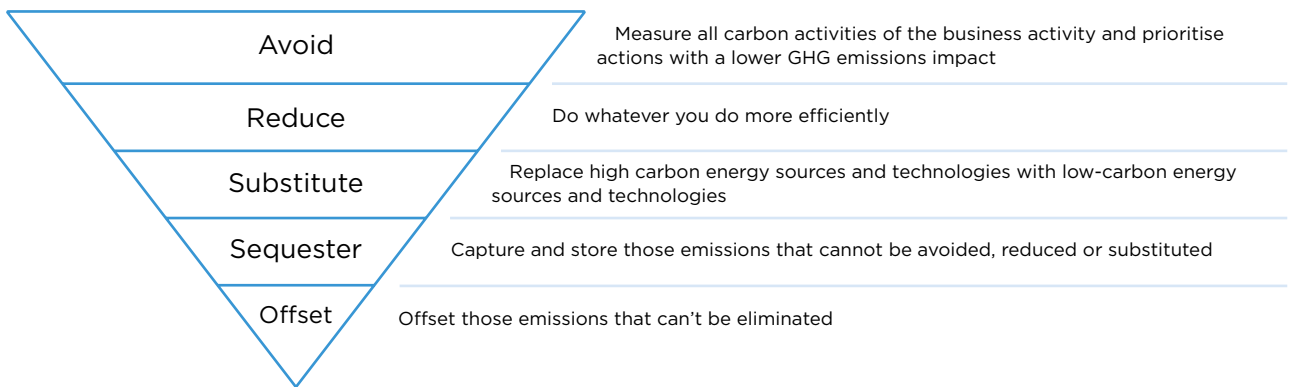 Avoid
Measure all carbon activities of the business activity and prioritise
actions with a lower GHG emissions impact
Reduce
Do whatever you do more efficiently
Substitute
Replace high carbon energy sources and technologies with low-carbon energy
sources and technologies
Sequester
Capture and store those emissions that cannot be avoided, reduced or substituted
Offset
Offset those emissions that can’t be eliminated